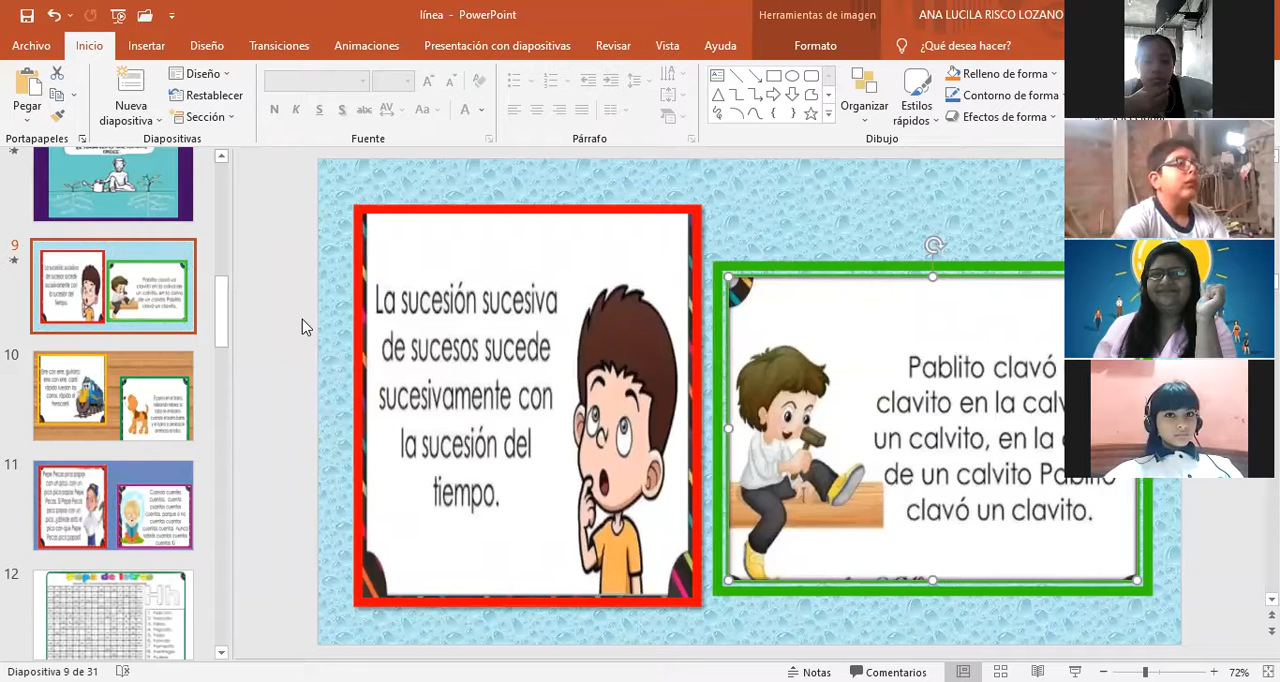 línea - PowerPoint
Herramientas de imagen
ANA LUCILA RISCO LOZANO
Archivo
Inicio
Insertar
Diseño
Transiciones
Animaciones
Presentación con diapositivas
Revisar
Vista
Ayuda
Formato
¿Qué desea hacer?
Pegar
Portapapeles
Nueva
diapositiva
Diseño
Restablecer
Sección
Diapositivas
N K S S abc AV Aa A
Fuente
Párrafo
Organizar
Estilos
rápidos
Dibujo
Relleno de forma
Contorno de forma
Efectos de forma
9
10
11
12
La sucesión sucesiva
de sucesos sucede
sucesivamente con
la sucesión del
tiempo.
Pablito clavó
clavito en la
un calvito, en la
de un calvito
clavó un clavito.
Diapositiva 9 de 31
Notas
Comentarios
72%